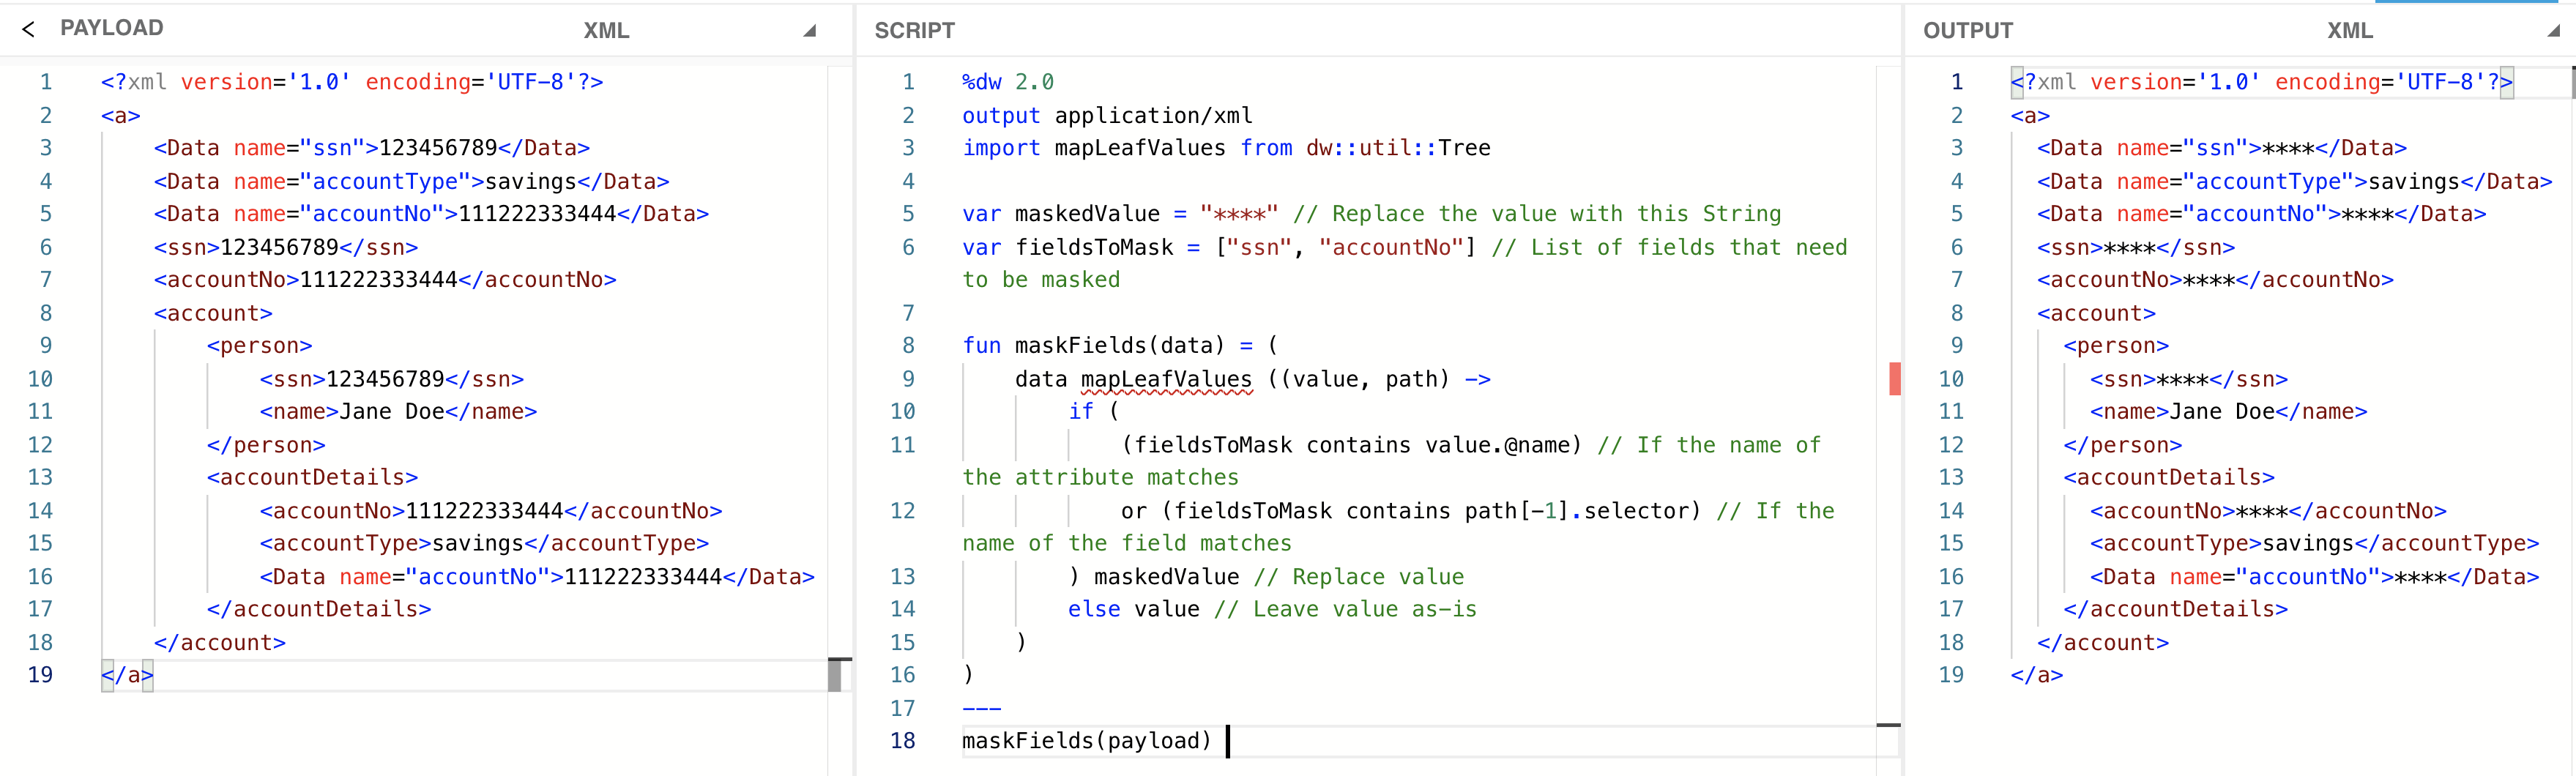 PAYLOAD
XML
1 <?xml version='1.0' encoding='UTF-8'?>
2 <a>
3 <Data name="ssn">123456789</Data>
4 <Data name="accountType">savings</Data>
5 <Data name="accountNo">111222333444</Data>
6 <ssn>123456789</ssn>
7 <accountNo>111222333444</accountNo>
8 <account>
9 <person>
10 <ssn>123456789</ssn>
11 <name>Jane Doe</name>
12 </person>
13 <accountDetails>
14 <accountNo>111222333444</accountNo>
15 <accountType>savings</accountType>
16 <Data name="accountNo">111222333444</Data>
17 </accountDetails>
18 </account>
19 </a>
SCRIPT
1 %dw 2.0
2 output application/xml
3 import mapLeafValues from dw::util::Tree
4
5 var maskedValue = "****" // Replace the value with this String
6 var fieldsToMask = ["ssn", "accountNo"] // List of fields that need
to be masked
7
8 fun maskFields(data) = (
9 data mapLeafValues ((value, path) ->
10 if (
11 (fieldsToMask contains value.@name) // If the name of
the attribute matches
12 or (fieldsToMask contains path[-1].selector) // If the
name of the field matches
13 ) maskedValue // Replace value
14 else value // Leave value as-is
15 )
16 )
17 ---
18 maskFields(payload)
OUTPUT
XML
1 <?xml version='1.0' encoding='UTF-8'?>
2 <a>
3 <Data name="ssn">****</Data>
4 <Data name="accountType">savings</Data>
5 <Data name="accountNo">****</Data>
6 <ssn>****</ssn>
7 <accountNo>****</accountNo>
8 <account>
9 <person>
10 <ssn>****</ssn>
11 <name>Jane Doe</name>
12 </person>
13 <accountDetails>
14 <accountNo>****</accountNo>
15 <accountType>savings</accountType>
16 <Data name="accountNo">****</Data>
17 </accountDetails>
18 </account>
19 </a>